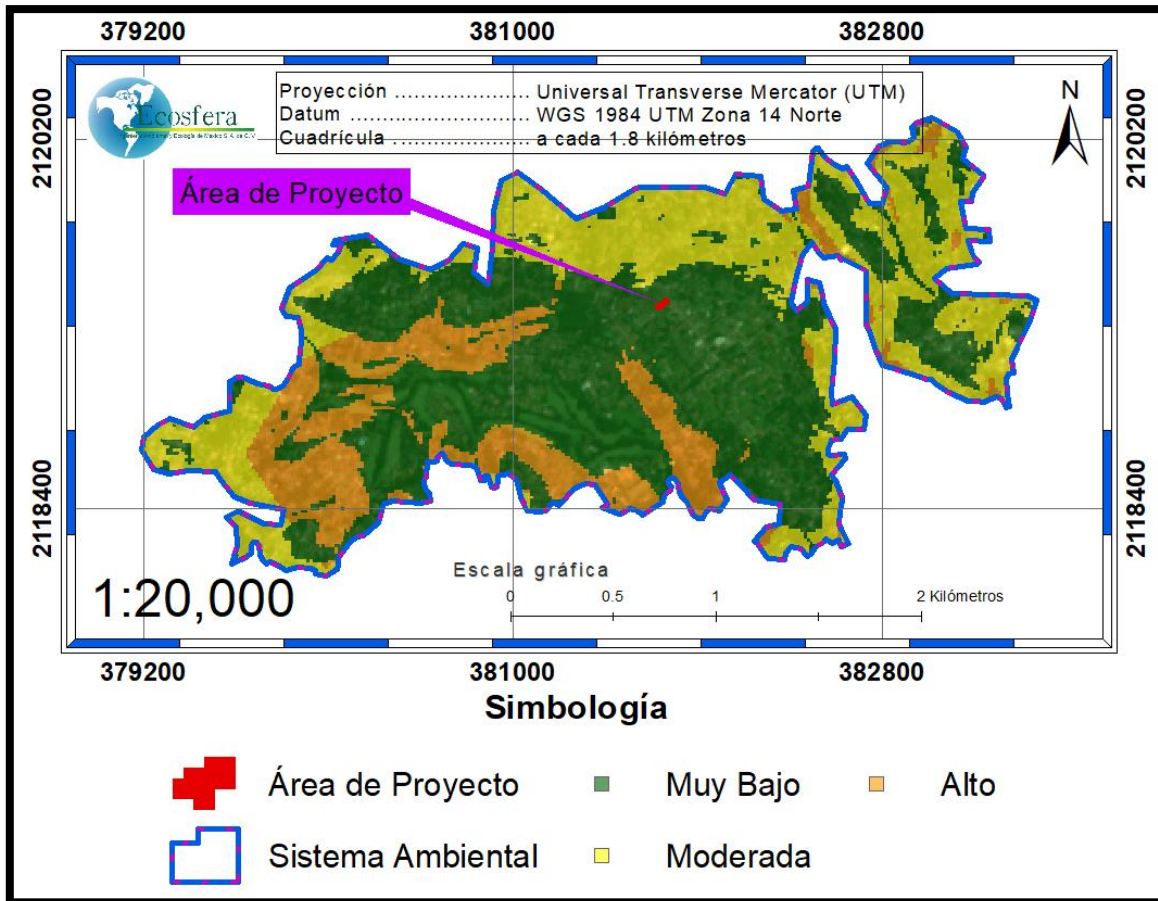 379200 381000 382800
2120200 2120200
Ecosfera
Proyección ..................... Universal Transverse Mercator (UTM)
Datum ............................ WGS 1984 UTM Zona 14 Norte
Cuadrícula ..................... a cada 1.8 kilómetros
N
Área de Proyecto
2118400 2118400
Escala gráfica
1:20,000
0 0.5 1 2 Kilómetros
379200 381000 382800
Simbología
Área de Proyecto Muy Bajo Alto
Sistema Ambiental Moderada